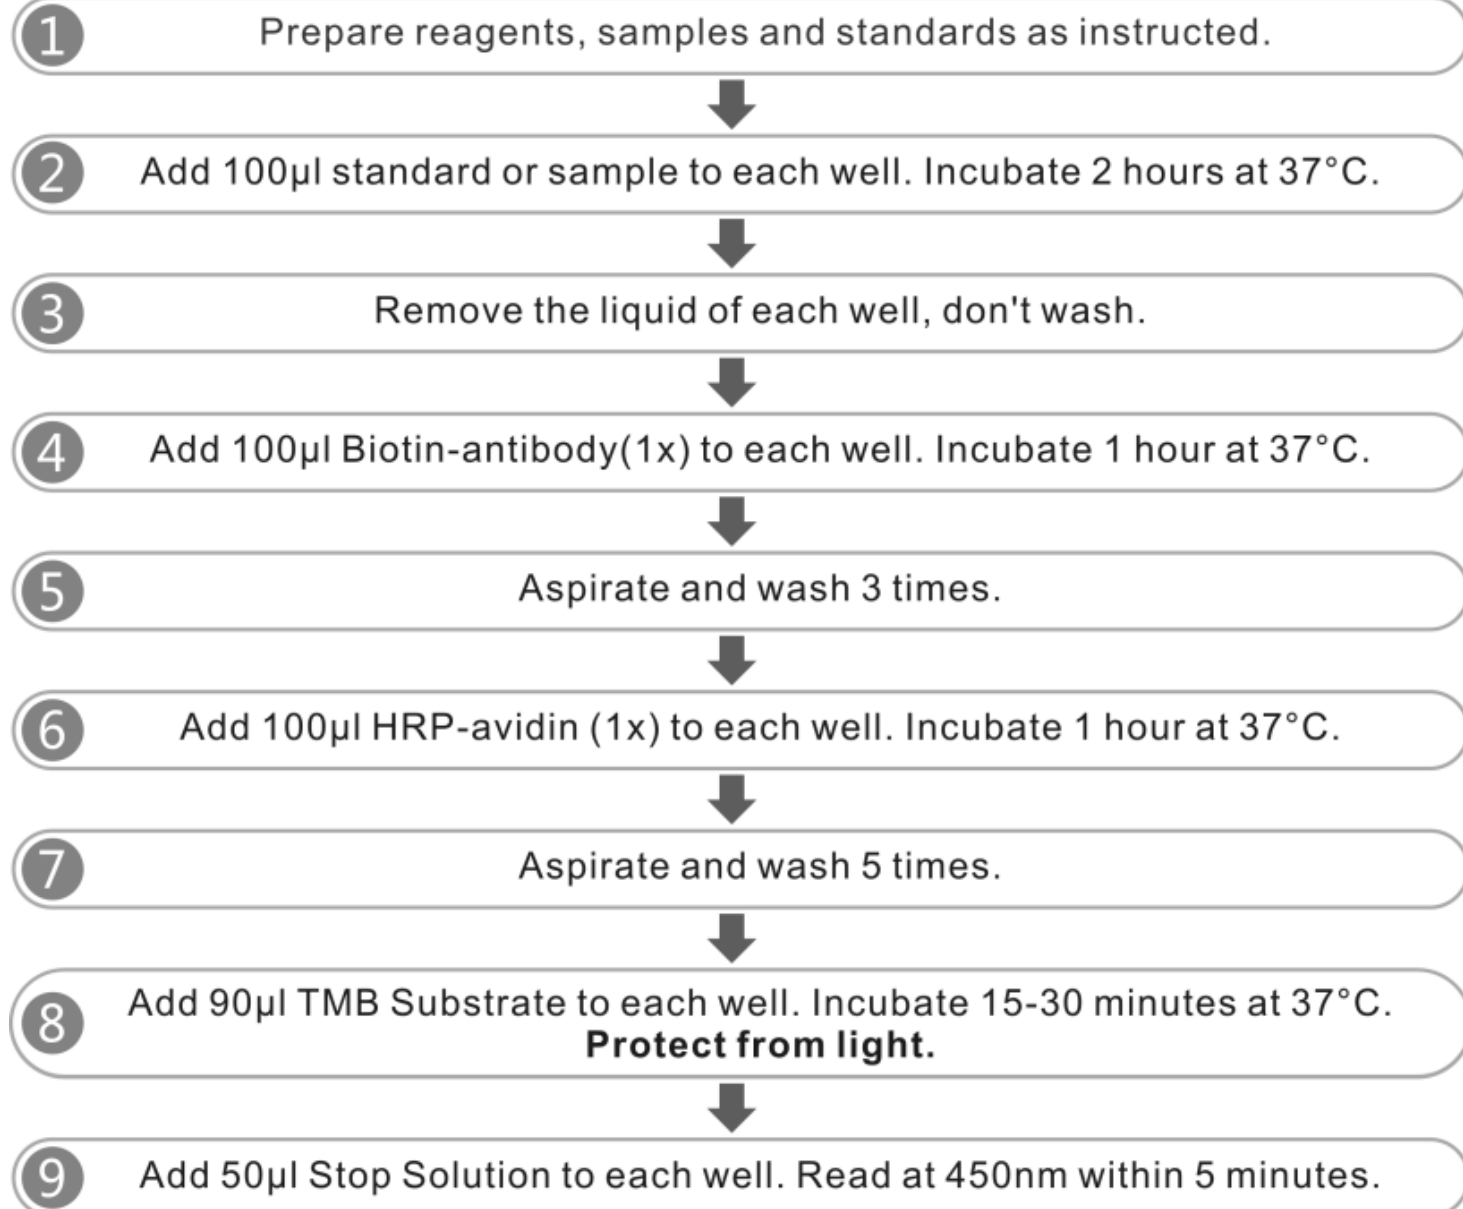 1
Prepare reagents, samples and standards as instructed.
2
Add 100μl standard or sample to each well. Incubate 2 hours at 37°C.
3
Remove the liquid of each well, don't wash.
4
Add 100μl Biotin-antibody(1x) to each well. Incubate 1 hour at 37°C.
5
Aspirate and wash 3 times.
6
Add 100μl HRP-avidin (1x) to each well. Incubate 1 hour at 37°C.
7
Aspirate and wash 5 times.
8
Add 90μl TMB Substrate to each well. Incubate 15-30 minutes at 37°C.
Protect from light.
9
Add 50μl Stop Solution to each well. Read at 450nm within 5 minutes.